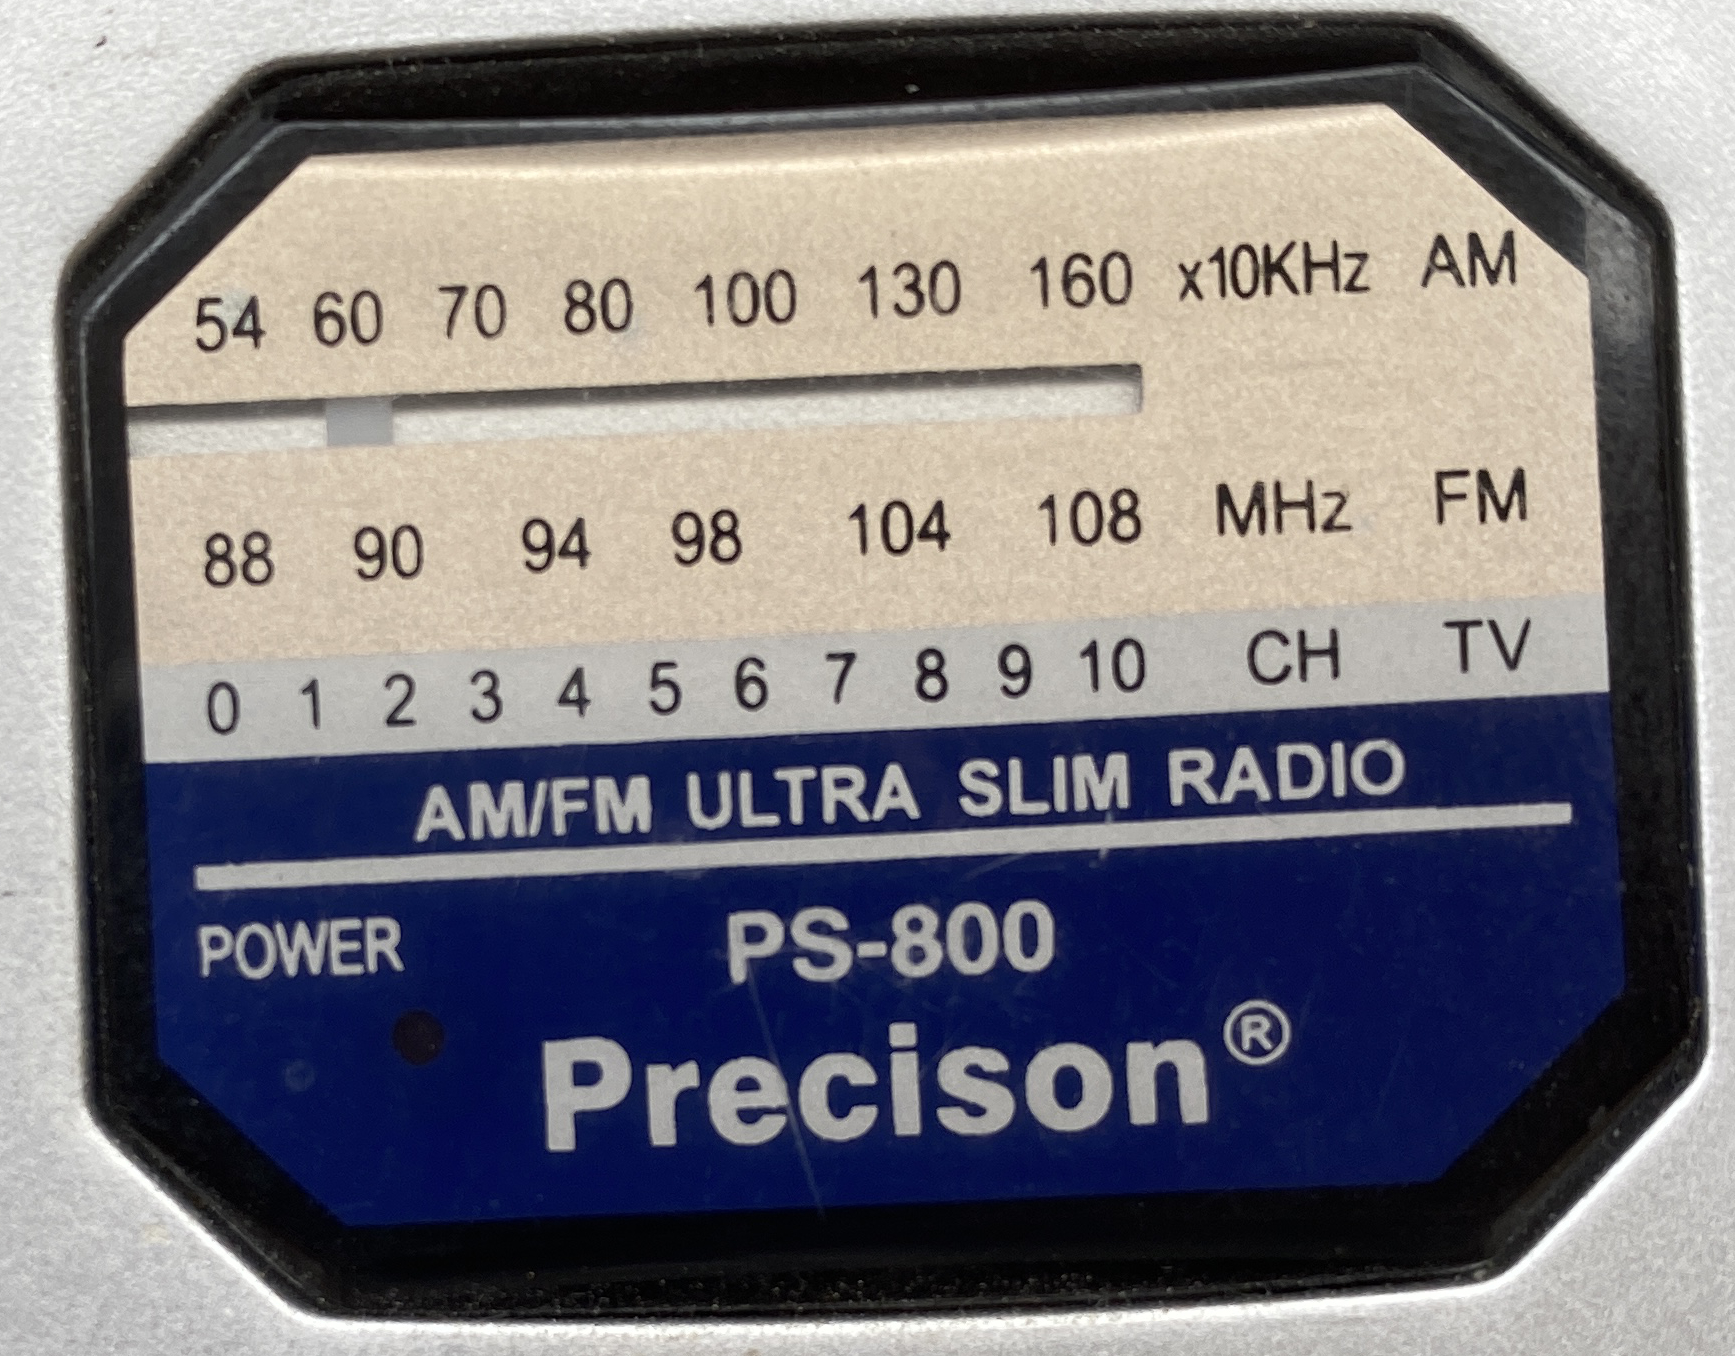 54 60 70 80 100 130 160 x10KHz AM
88 90 94 98 104 108 MHz FM
0 1 2 3 4 5 6 7 8 9 10 CH TV
AM/FM ULTRA SLIM RADIO
POWER PS-800
Precison®